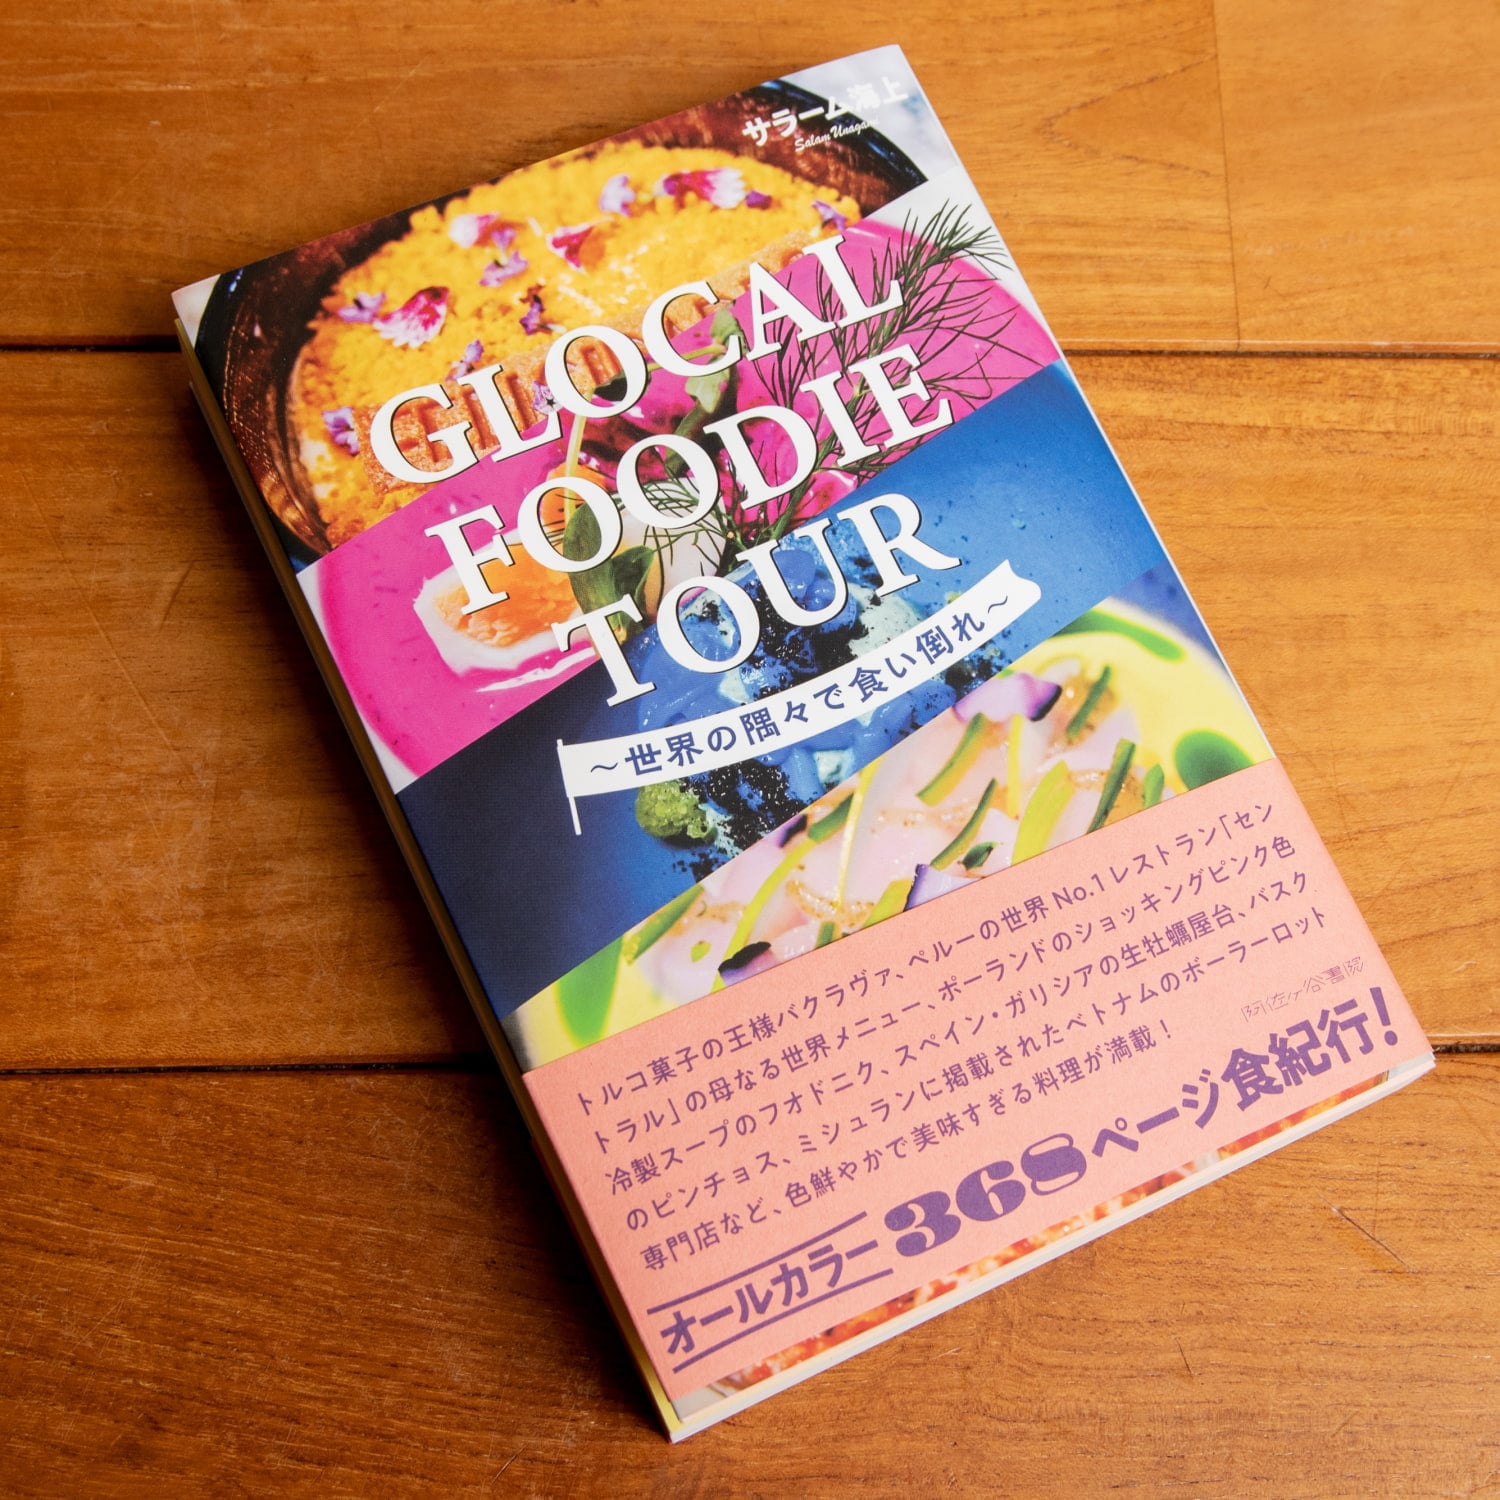 サラーム海上
Salam Unagami
GLOCAL
FOODIE
TOUR
～世界の隅々で食い倒れ～
トルコ菓子の王様バクラヴァ、ペルーの世界No.1レストラン「セン
トラル」の母なる世界メニュー、ポーランドのショッキングピンク色
冷製スープのフオドニク、スペイン・ガリシアの生牡蠣屋台、バスク
のピンチョス、ミシュランに掲載されたベトナムのボーラーロット
専門店など、色鮮やかで美味すぎる料理が満載！
阿佐ヶ谷書院
オールカラー368ページ食紀行！